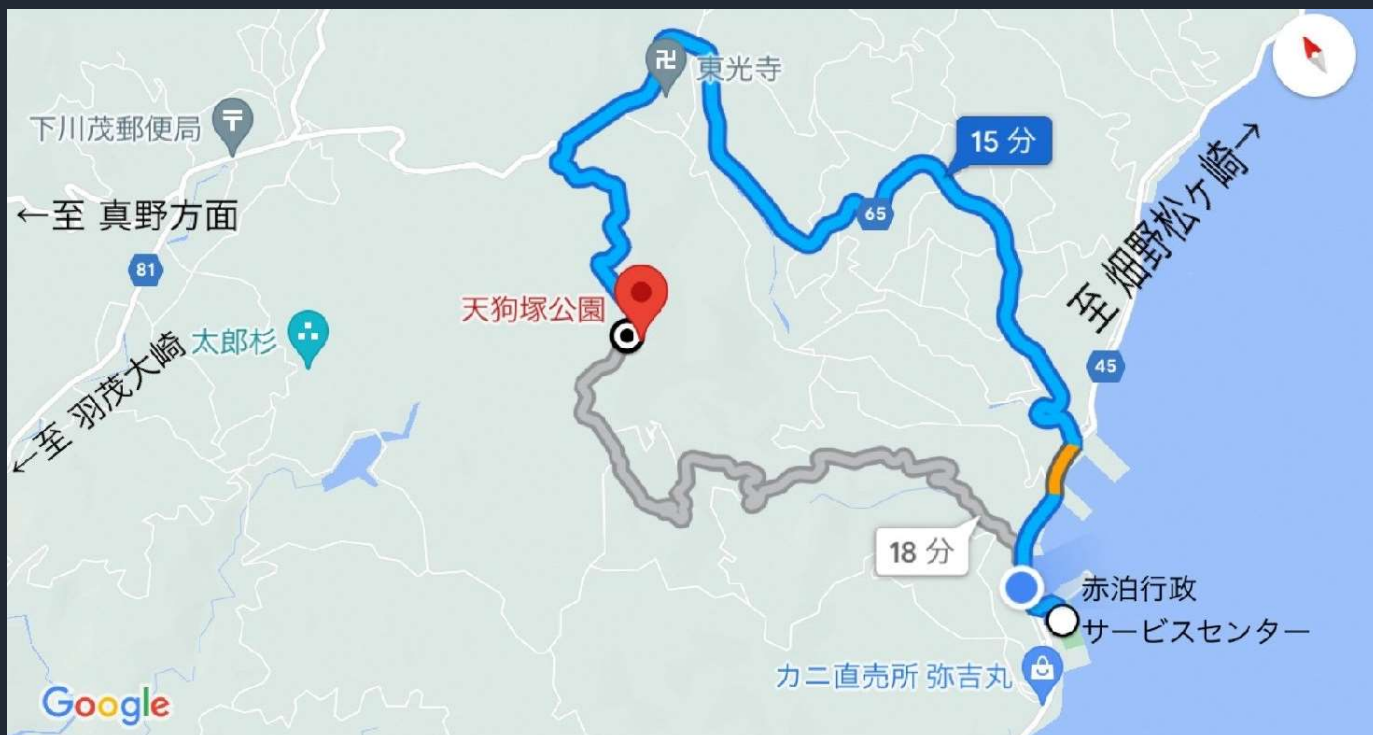 東光寺
下川茂郵便局
15 分
←至 真野方面
65
至 畑野松ヶ崎→
81
天狗塚公園
太郎杉
←至 羽茂大崎
45
18 分
赤泊行政
サービスセンター
カニ直売所 弥吉丸
Google